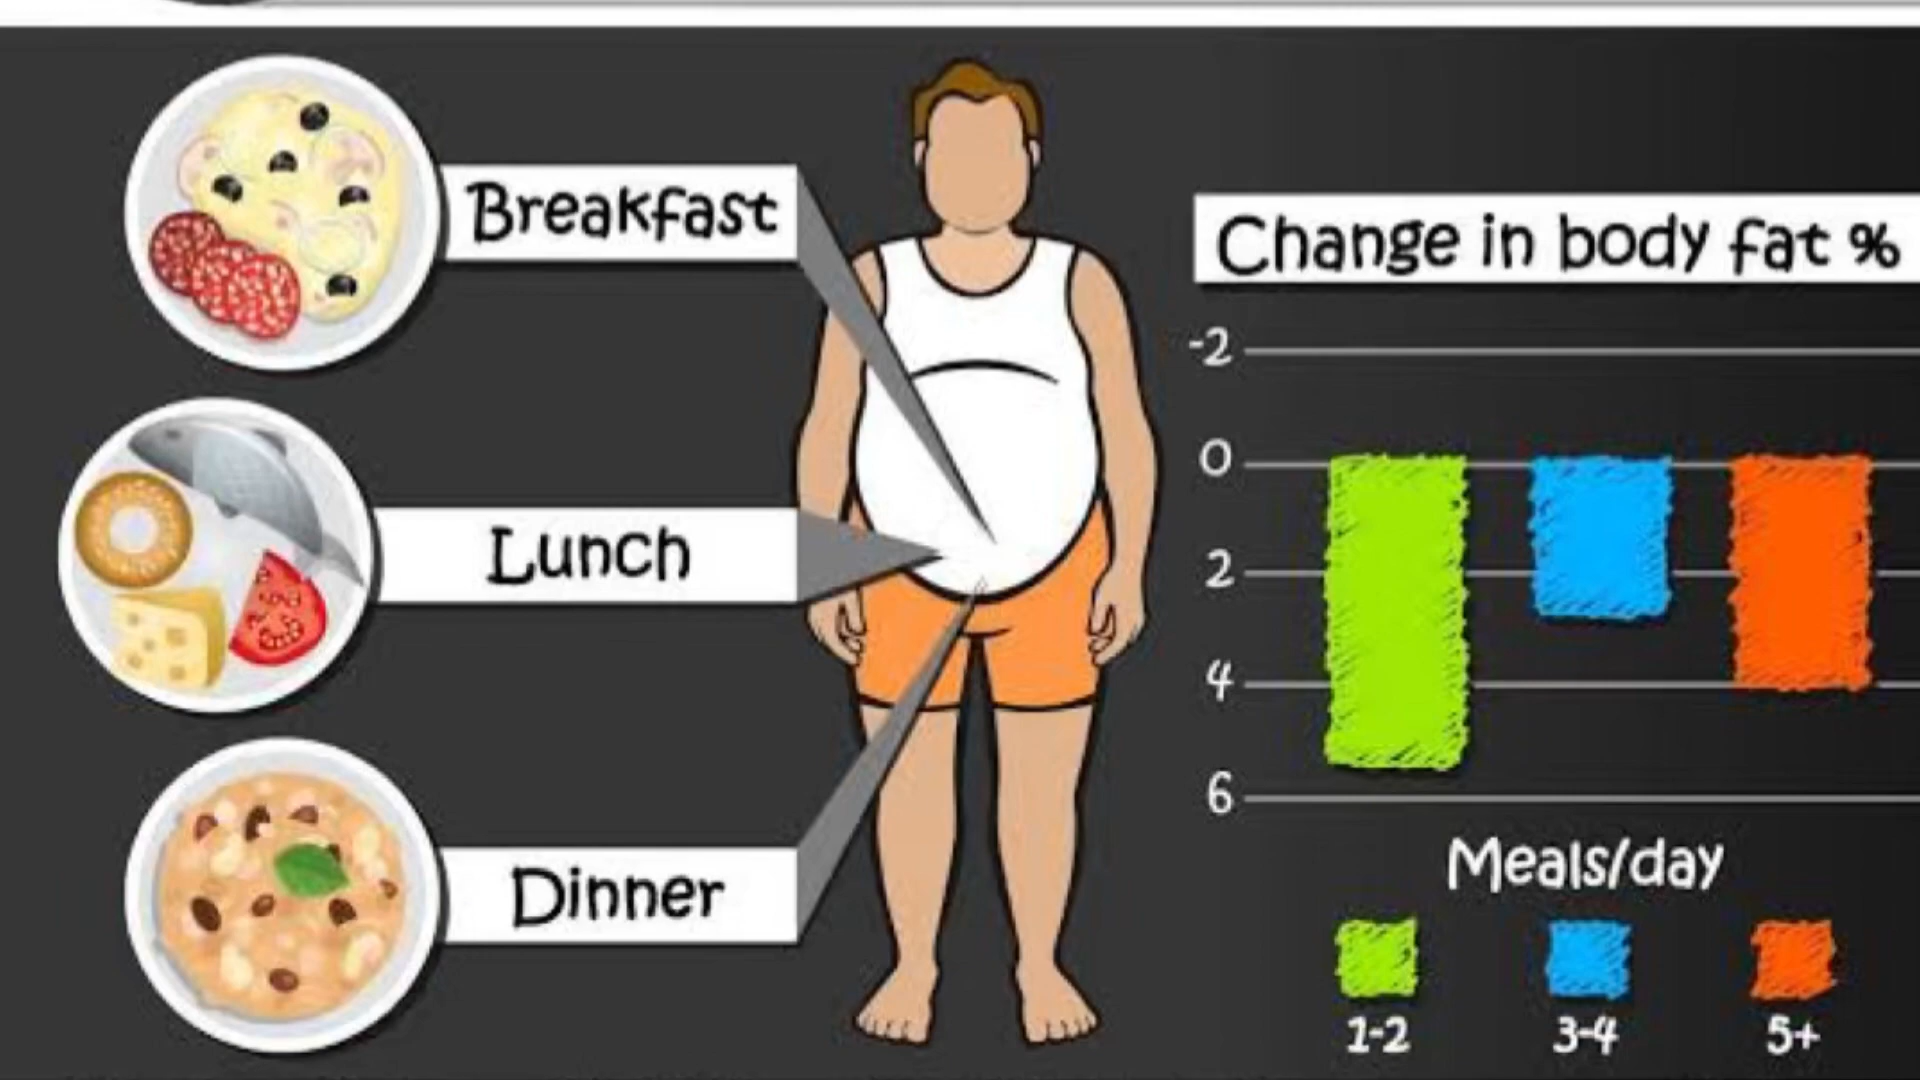 Breakfast
Lunch
Dinner
Change in body fat %
-2
0
2
4
6
Meals/day
1-2
3-4
5+